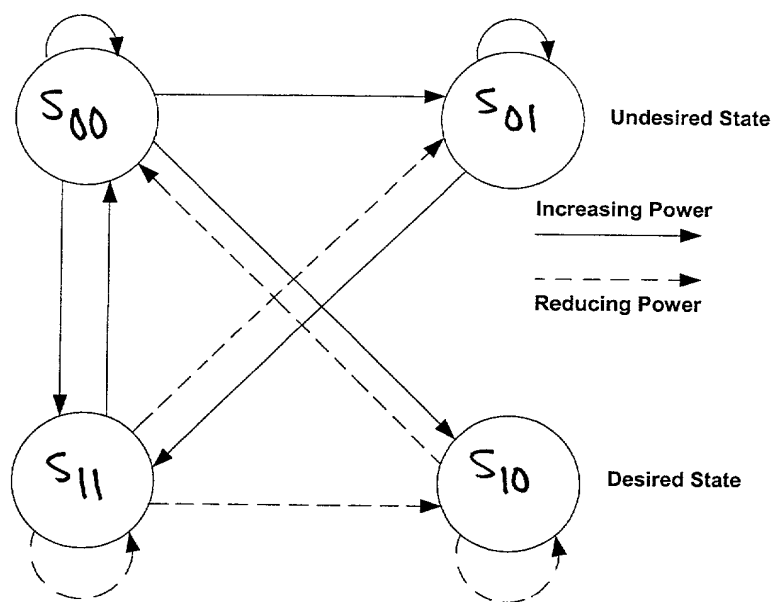 S00
S01
Undesired State
Increasing Power
Reducing Power
S11
S10
Desired State